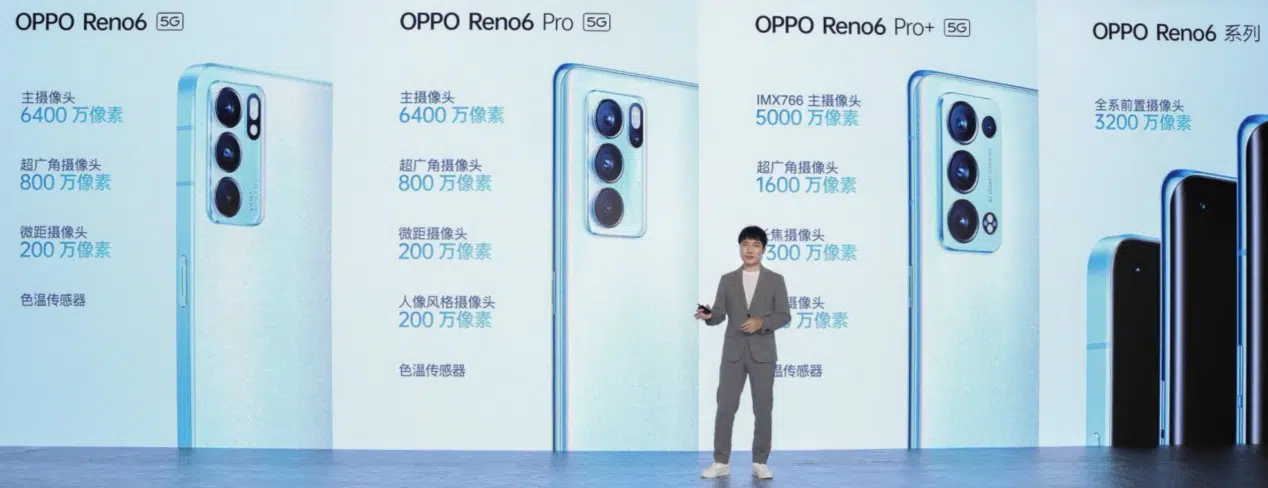 OPPO Reno6 5G
主摄像头
6400 万像素
超广角摄像头
800 万像素
微距摄像头
200 万像素
色温传感器
OPPO Reno6 Pro 5G
主摄像头
6400 万像素
超广角摄像头
800 万像素
微距摄像头
200 万像素
人像风格摄像头
200 万像素
色温传感器
OPPO Reno6 Pro+ 5G
IMX766 主摄像头
5000 万像素
超广角摄像头
1600 万像素
焦摄像头
300 万像素
摄像头
万像素
温传感器
OPPO Reno6 系列
全系前置摄像头
3200 万像素